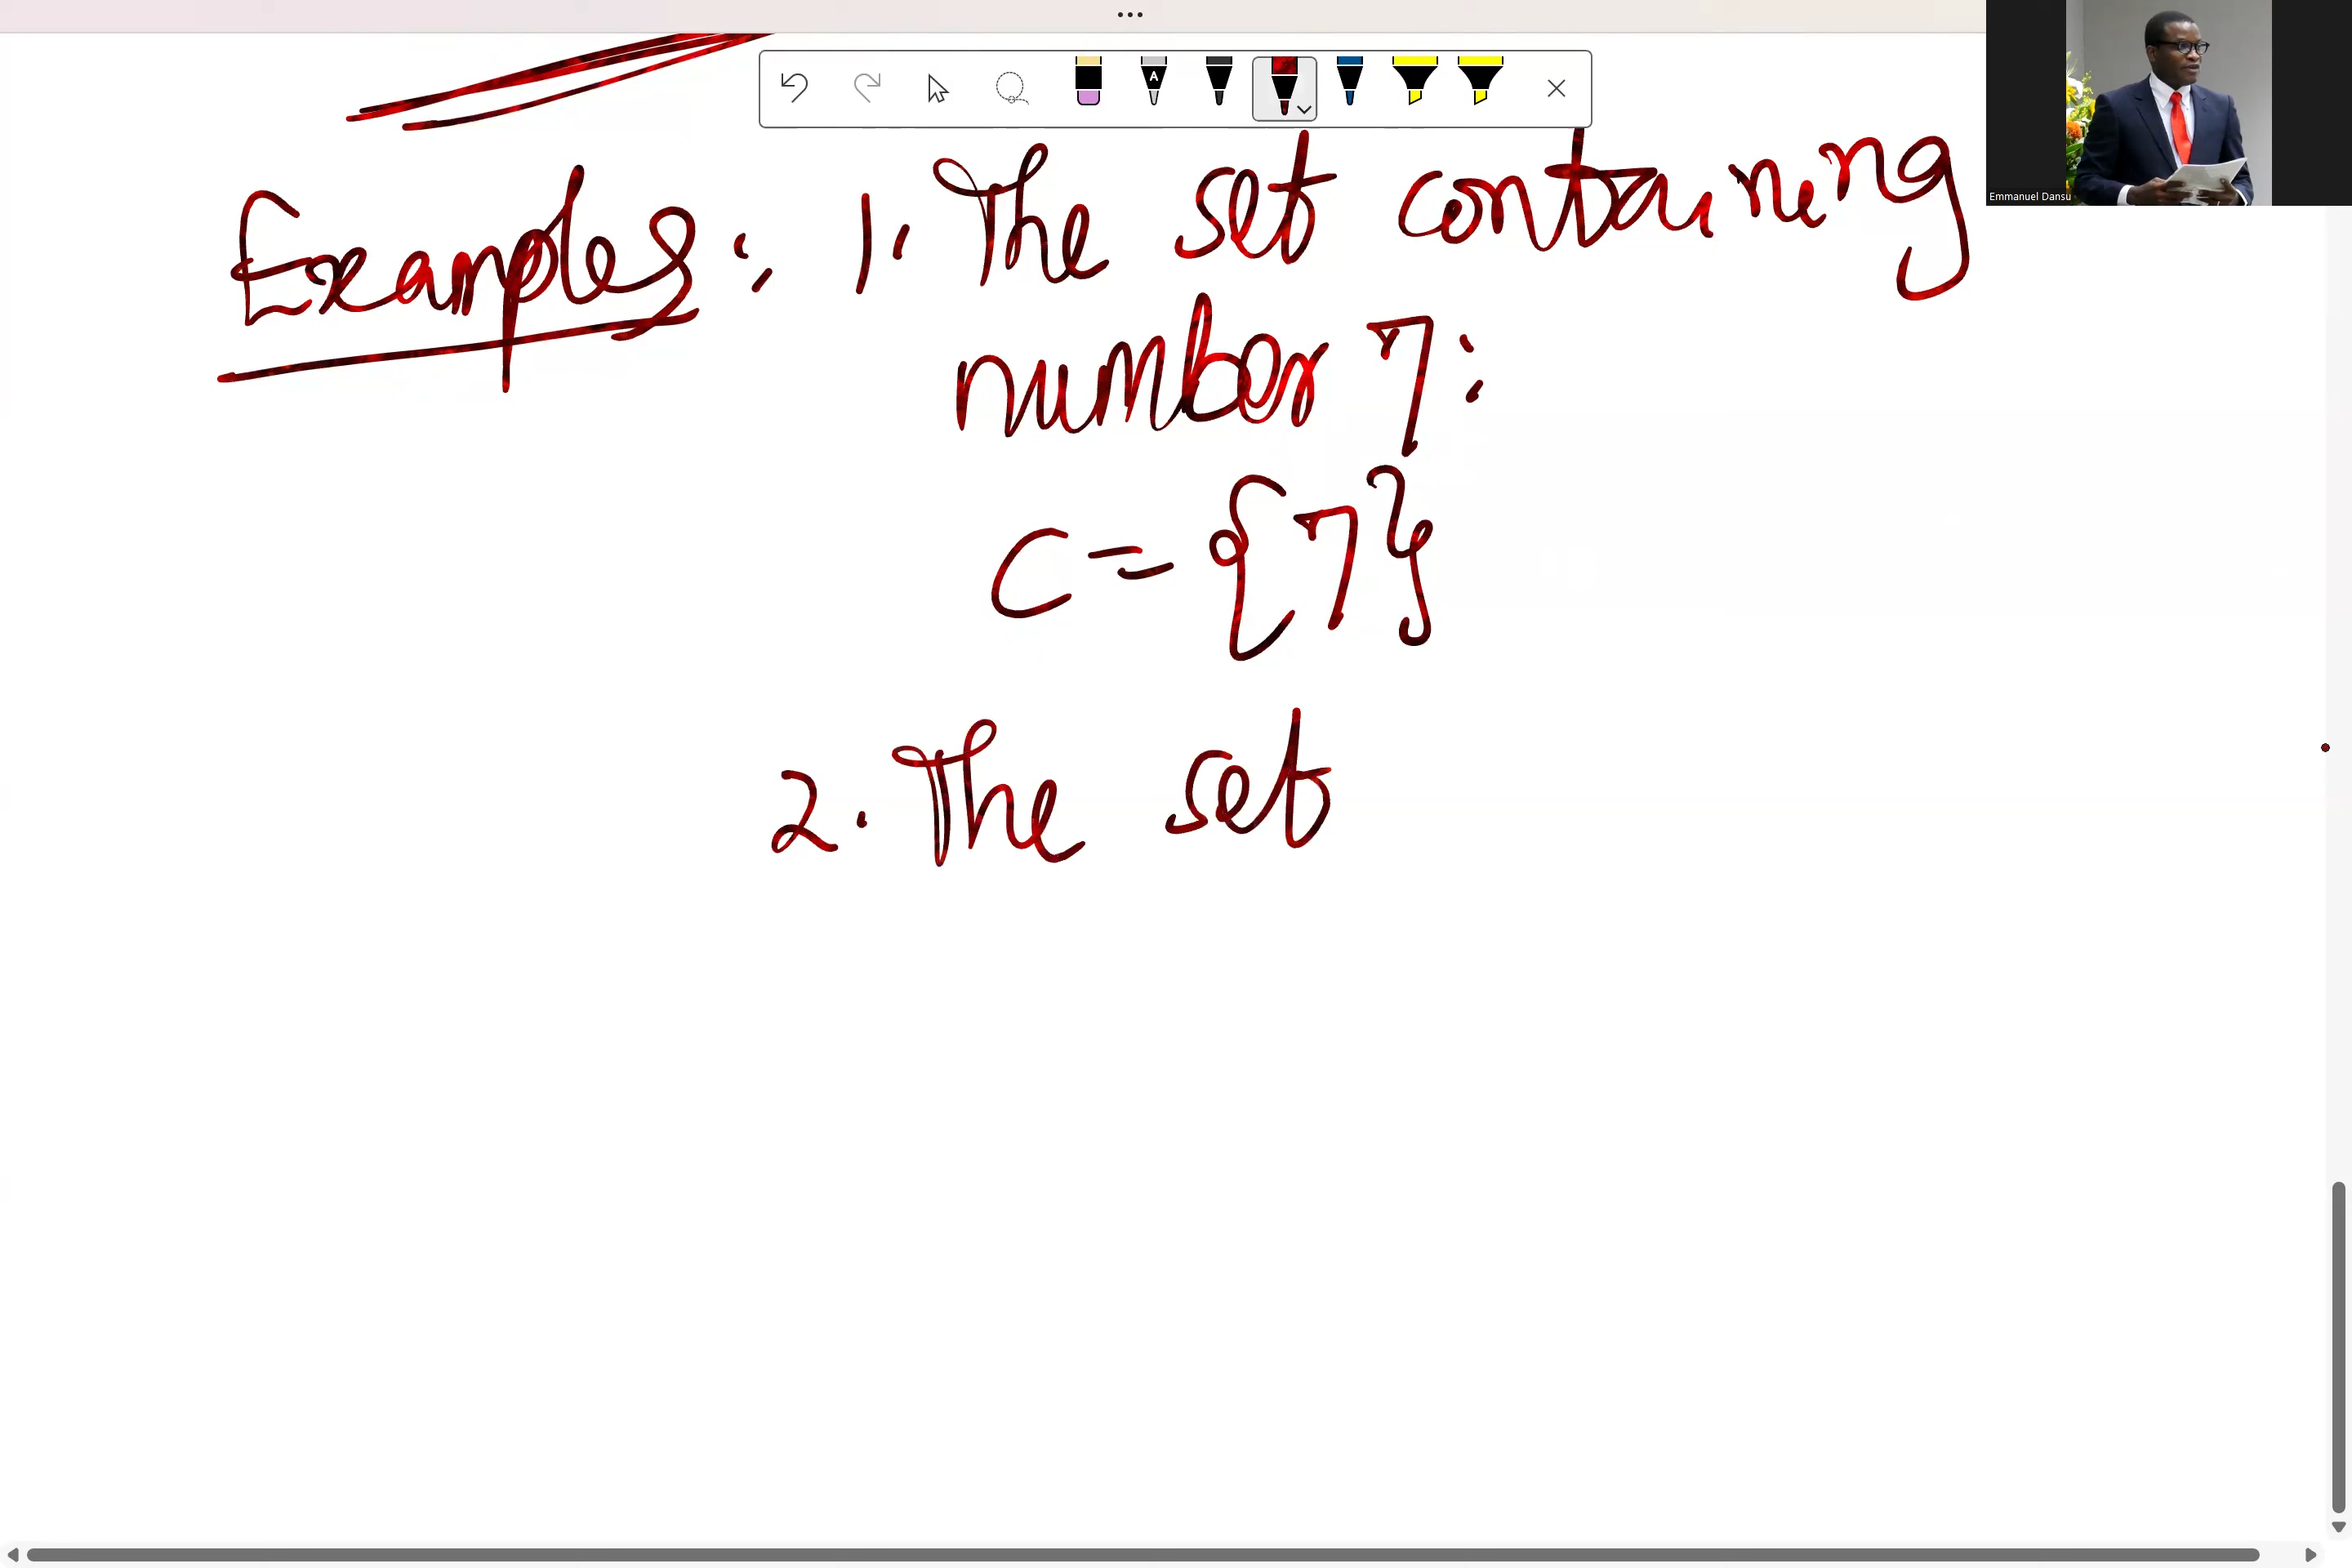 Emmanuel Dansu
Examples: 1. The set containing
number 7:
C = {7}
2. The set